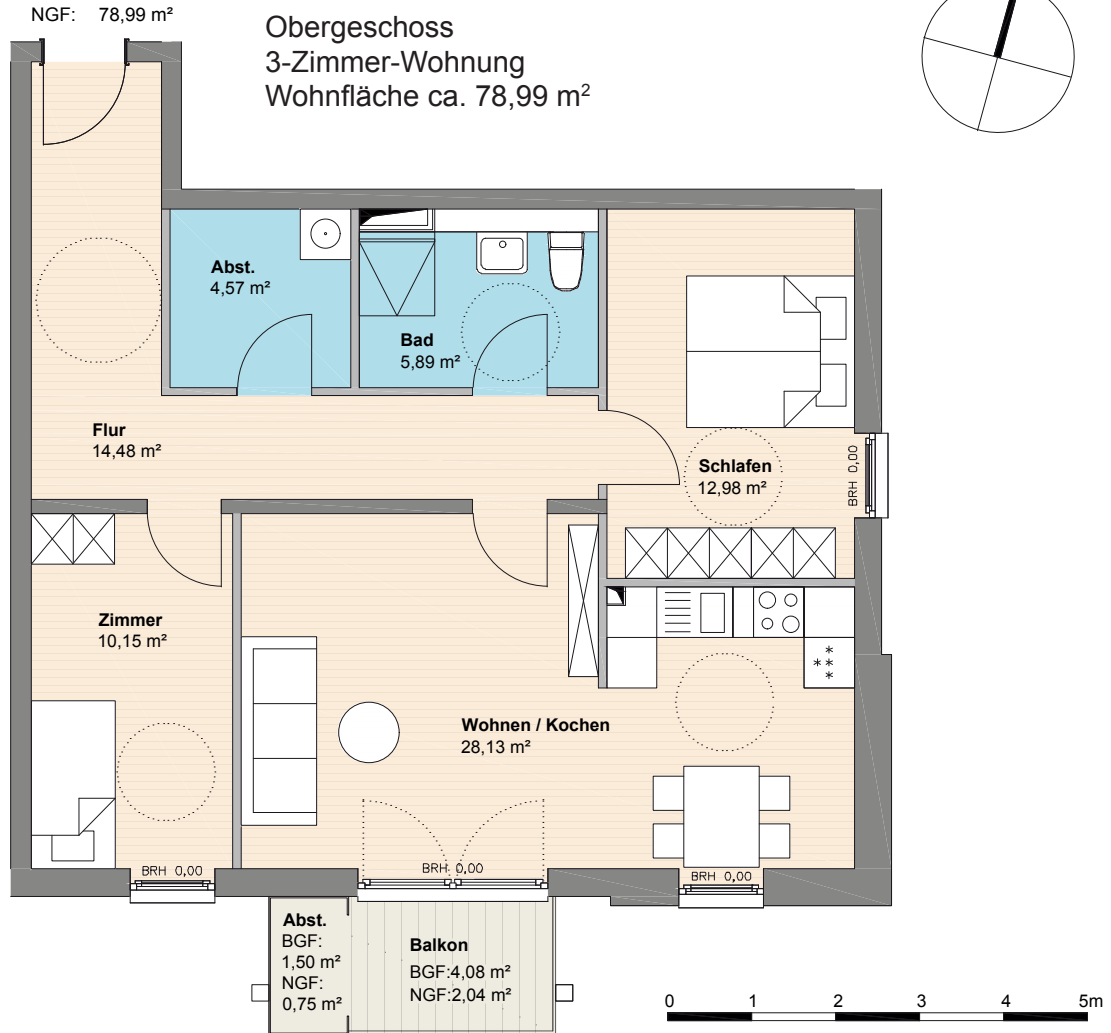 NGF: 78,99 m²
Obergeschoss
3-Zimmer-Wohnung
Wohnfläche ca. 78,99 m²
Abst.
4,57 m²
Bad
5,89 m²
Flur
14,48 m²
Schlafen
12,98 m²
BRH 0,00
Zimmer
10,15 m²
Wohnen / Kochen
28,13 m²
***
*
*
BRH 0,00
BRH 0,00
BRH 0,00
Abst.
BGF:
1,50 m²
NGF:
0,75 m²
Balkon
BGF:4,08 m²
NGF:2,04 m²
0 1 2 3 4 5m